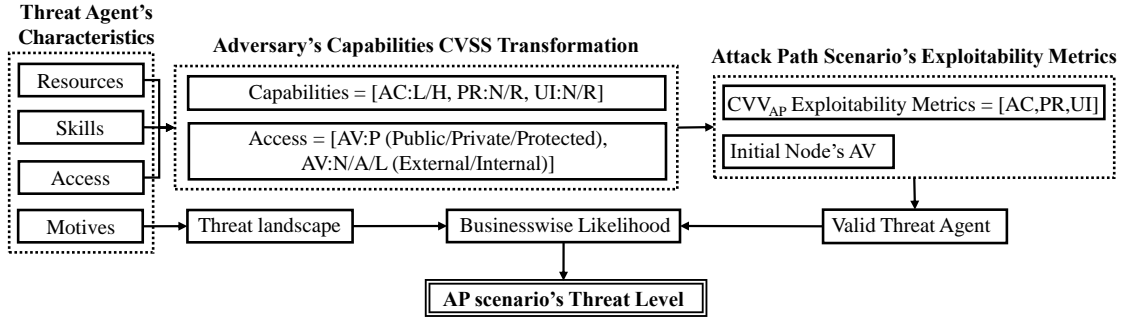 Threat Agent's
Characteristics
Resources
Skills
Access
Motives
Adversary's Capabilities CVSS Transformation
Capabilities = [AC:L/H, PR:N/R, UI:N/R]
Access = [AV:P (Public/Private/Protected),
AV:N/A/L (External/Internal)]
Attack Path Scenario's Exploitability Metrics
CVVAP Exploitability Metrics = [AC,PR,UI]
Initial Node's AV
Threat landscape
Businesswise Likelihood
Valid Threat Agent
AP scenario's Threat Level